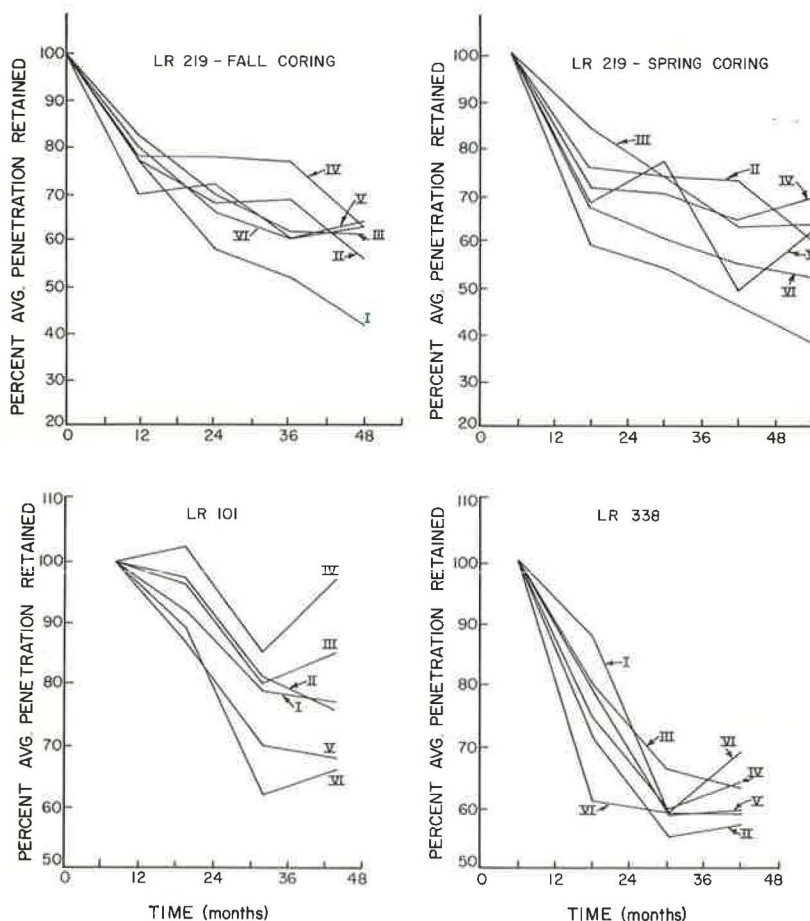 PERCENT AVG. PENETRATION RETAINED
LR 219 - FALL CORING
100
90
80
70
60
50
40
30
20
0 12 24 36 48
IV
V
VI
III
II
I
PERCENT AVG. PENETRATION RETAINED
LR 219 - SPRING CORING
100
90
80
70
60
50
40
30
20
0 12 24 36 48
III
II
IV
VI
PERCENT AVG. PENETRATION RETAINED
LR 101
110
100
90
80
70
60
50
0 12 24 36 48
IV
III
II
I
V
VI
TIME (months)
PERCENT AVG. PENETRATION RETAINED
LR 338
110
100
90
80
70
60
50
0 12 24 36 48
I
III
VI
IV
VI
V
II
TIME (months)